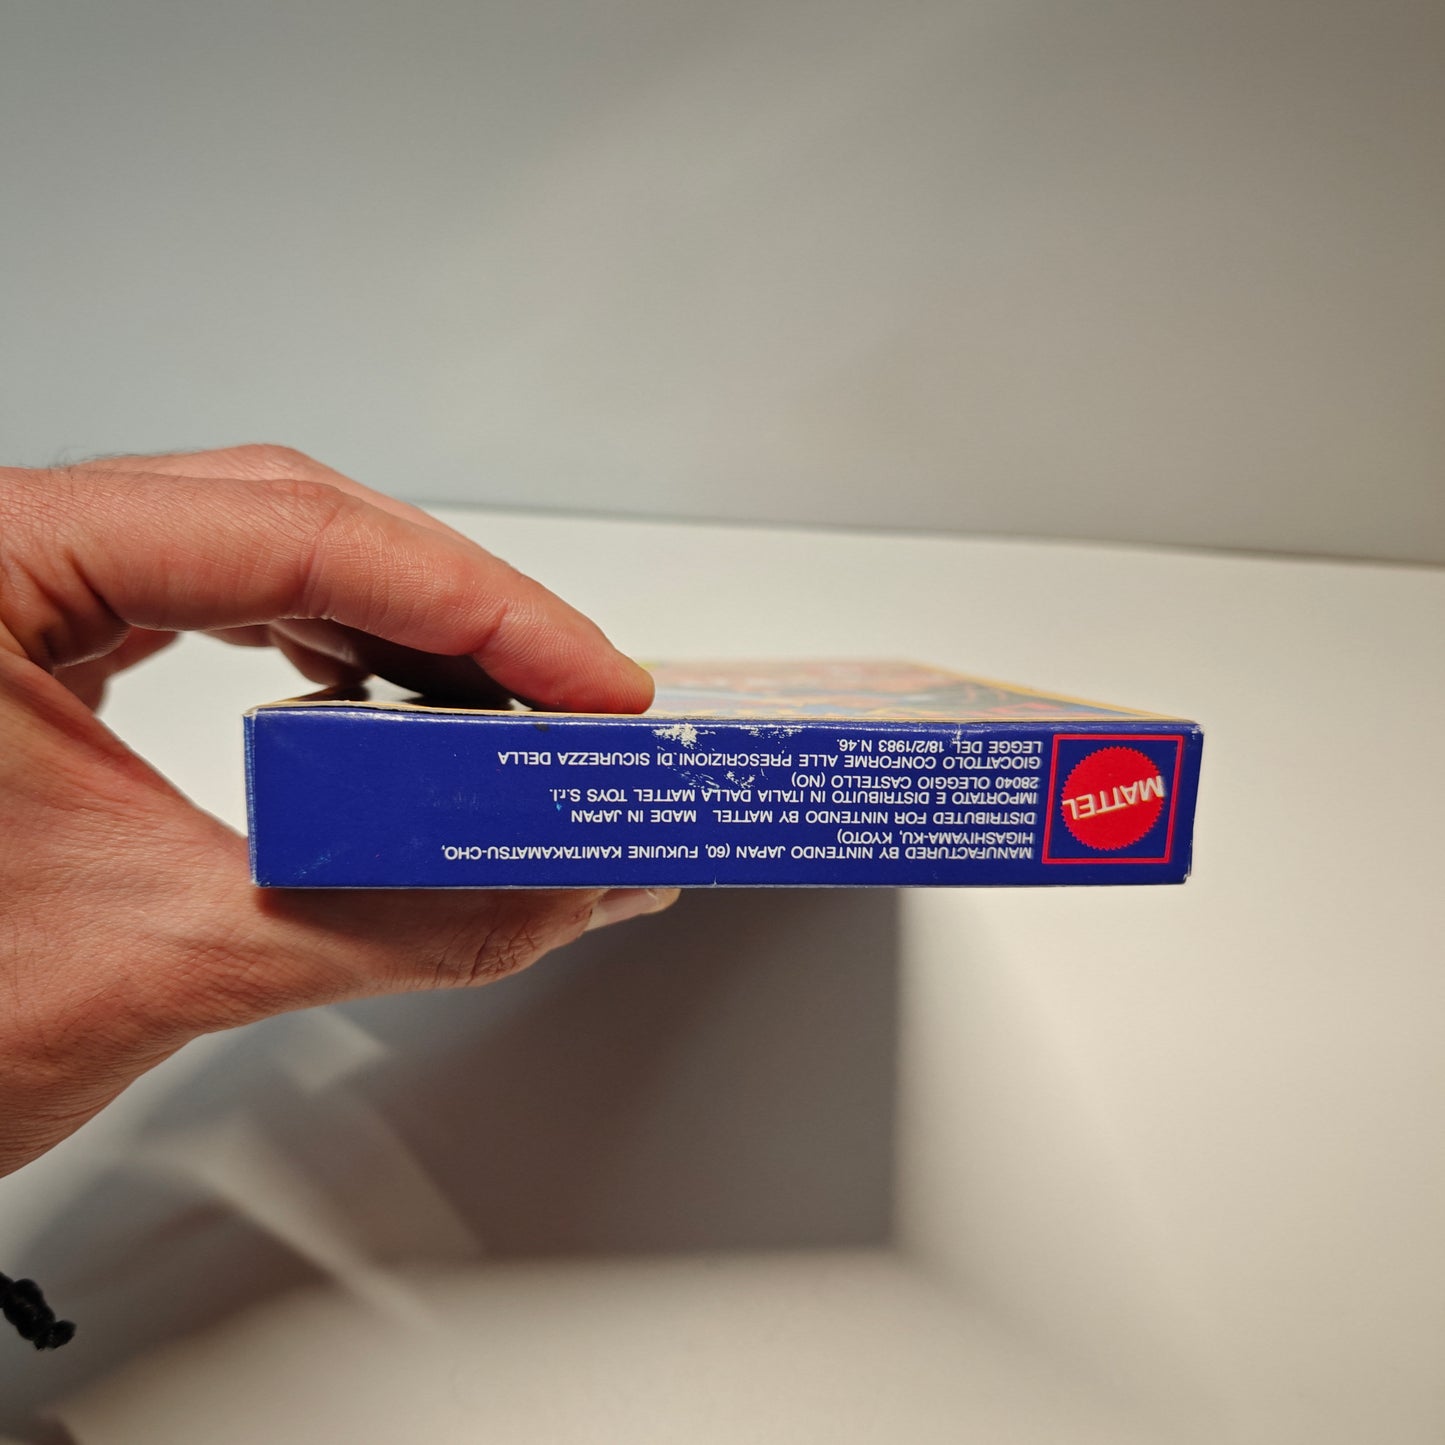 MATTEL
MANUFACTURED BY NINTENDO JAPAN (60, FUKUINE KAMITAKAMATSU-CHO,
HIGASHIYAMA-KU, KYOTO)
DISTRIBUTED FOR NINTENDO BY MATTEL MADE IN JAPAN
IMPORTATO E DISTRIBUITO IN ITALIA DALLA MATTEL TOYS S.r.l.
28040 OLEGGIO CASTELLO (NO)
GIOCATTOLO CONFORME ALLE PRESCRIZIONI DI SICUREZZA DELLA
LEGGE DEL 18/2/1983 N.46.